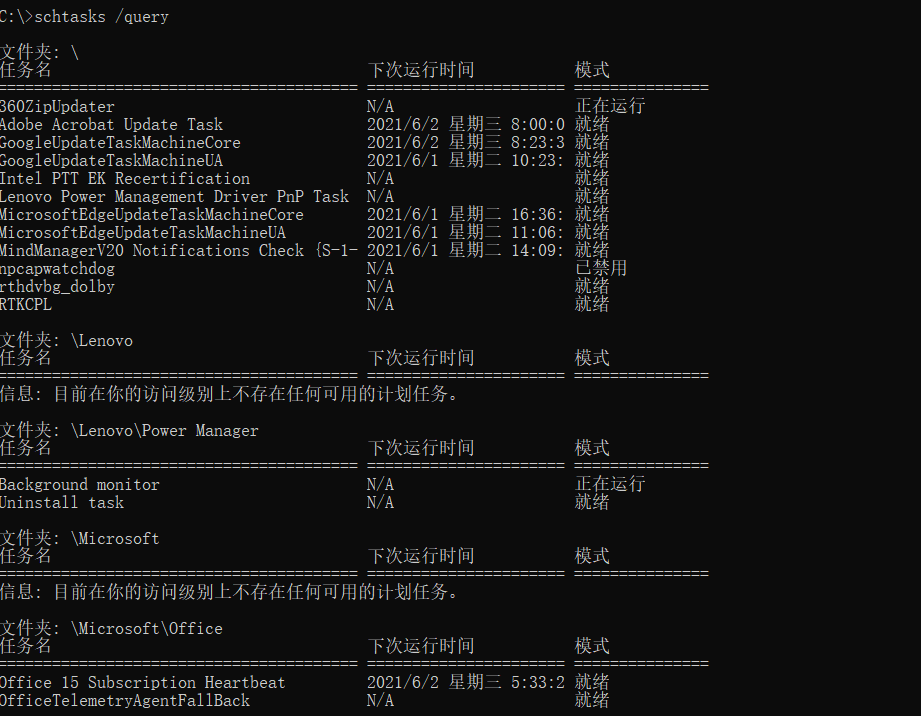 C:\>schtasks /query
文件夹: \
任务名 下次运行时间 模式
======================================== ====================== ===============
360ZipUpdater N/A 正在运行
Adobe Acrobat Update Task 2021/6/2 星期三 8:00:0 就绪
GoogleUpdateTaskMachineCore 2021/6/2 星期三 8:23:3 就绪
GoogleUpdateTaskMachineUA 2021/6/1 星期二 10:23: 就绪
Intel PTT EK Recertification N/A 就绪
Lenovo Power Management Driver PnP Task N/A 就绪
MicrosoftEdgeUpdateTaskMachineCore 2021/6/1 星期二 16:36: 就绪
MicrosoftEdgeUpdateTaskMachineUA 2021/6/1 星期二 11:06: 就绪
MindManagerV20 Notifications Check {S-1- 2021/6/1 星期二 14:09: 就绪
npcapwatchdog N/A 已禁用
rthdvbg_dolby N/A 就绪
RTKCPL N/A 就绪
文件夹: \Lenovo
任务名 下次运行时间 模式
======================================== ====================== ===============
信息: 目前在你的访问级别上不存在任何可用的计划任务。
文件夹: \Lenovo\Power Manager
任务名 下次运行时间 模式
======================================== ====================== ===============
Background monitor N/A 正在运行
Uninstall task N/A 就绪
文件夹: \Microsoft
任务名 下次运行时间 模式
======================================== ====================== ===============
信息: 目前在你的访问级别上不存在任何可用的计划任务。
文件夹: \Microsoft\Office
任务名 下次运行时间 模式
======================================== ====================== ===============
Office 15 Subscription Heartbeat 2021/6/2 星期三 5:33:2 就绪
OfficeTelemetryAgentFallBack N/A 就绪